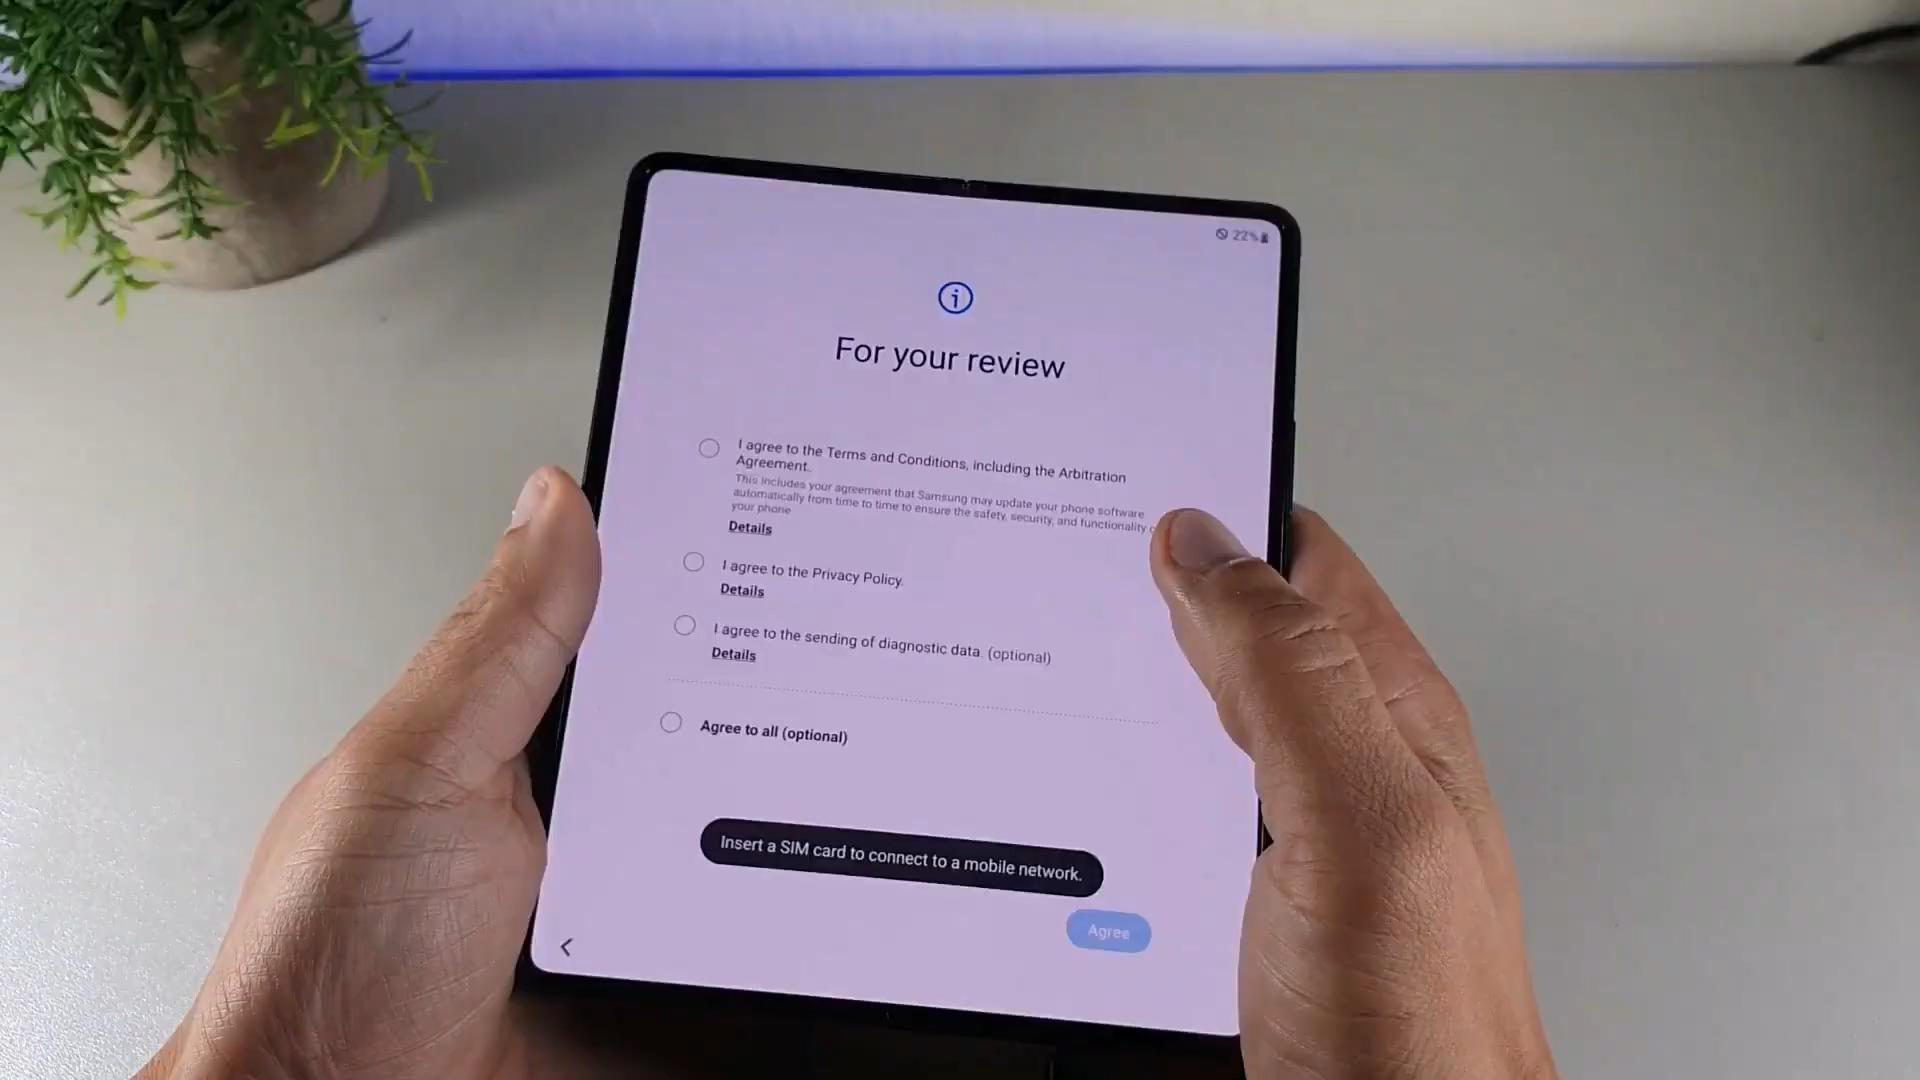 22%
For your review
I agree to the Terms and Conditions, including the Arbitration
Agreement.
This includes your agreement that Samsung may update your phone software
automatically from time to time to ensure the safety, security, and functionality
your phone
Details
I agree to the Privacy Policy.
Details
I agree to the sending of diagnostic data. (optional)
Details
Agree to all (optional)
Insert a SIM card to connect to a mobile network.
Agree